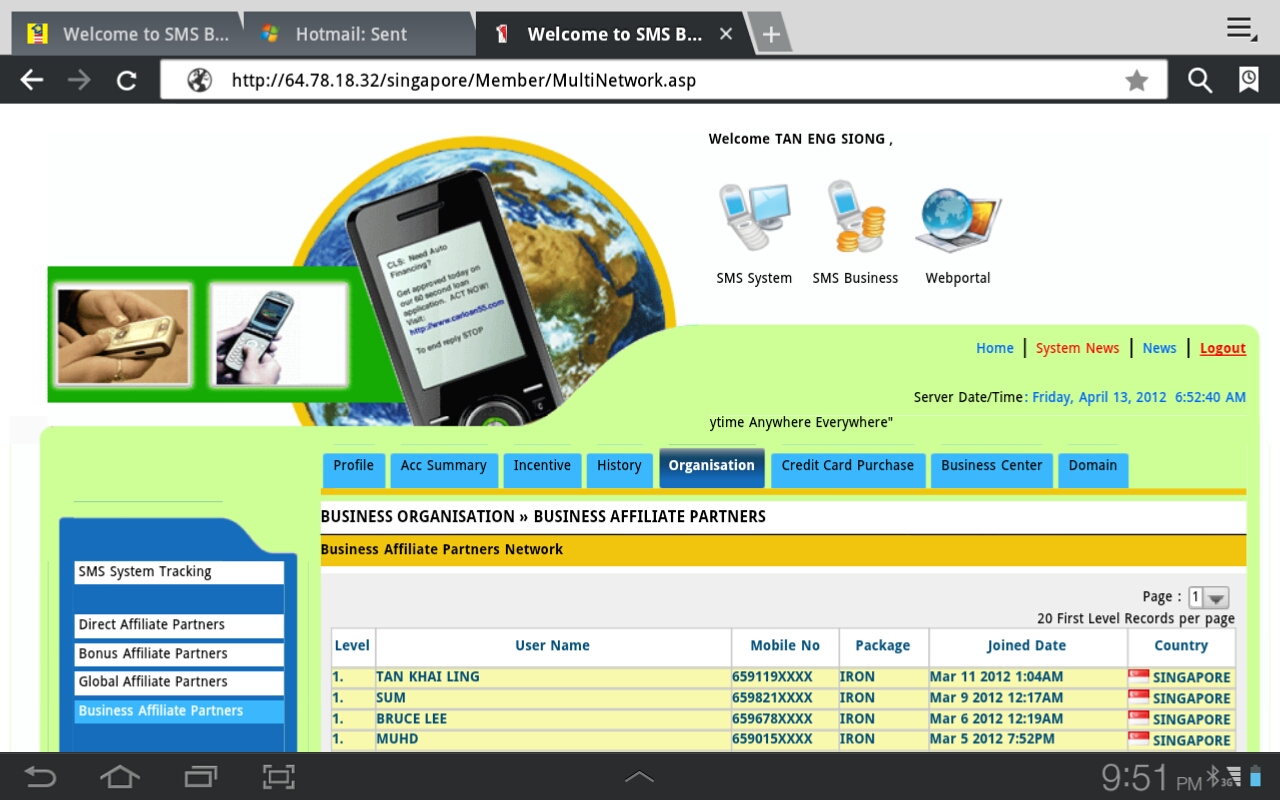 Welcome to SMS B...
Hotmail: Sent
Welcome to SMS B...
http://64.78.18.32/singapore/Member/MultiNetwork.asp
Welcome TAN ENG SIONG ,
CLS: Need Auto
Financing?
Get approved today on
our 60 second loan
application. ACT NOW!
Visit:
http://www.carloan55.com
To end reply STOP
SMS System
SMS Business
Webportal
Home | System News | News | Logout
Server Date/Time: Friday, April 13, 2012 6:52:40 AM
ytime Anywhere Everywhere"
Profile
Acc Summary
Incentive
History
Organisation
Credit Card Purchase
Business Center
Domain
SMS System Tracking
Direct Affiliate Partners
Bonus Affiliate Partners
Global Affiliate Partners
Business Affiliate Partners
BUSINESS ORGANISATION » BUSINESS AFFILIATE PARTNERS
Business Affiliate Partners Network
Page : 1
20 First Level Records per page
Level User Name Mobile No Package Joined Date Country
1. TAN KHAI LING 659119XXXX IRON Mar 11 2012 1:04AM SINGAPORE
1. SUM 659821XXXX IRON Mar 9 2012 12:17AM SINGAPORE
1. BRUCE LEE 659678XXXX IRON Mar 6 2012 12:19AM SINGAPORE
1. MUHD 659015XXXX IRON Mar 5 2012 7:52PM SINGAPORE
9:51 PM
3G